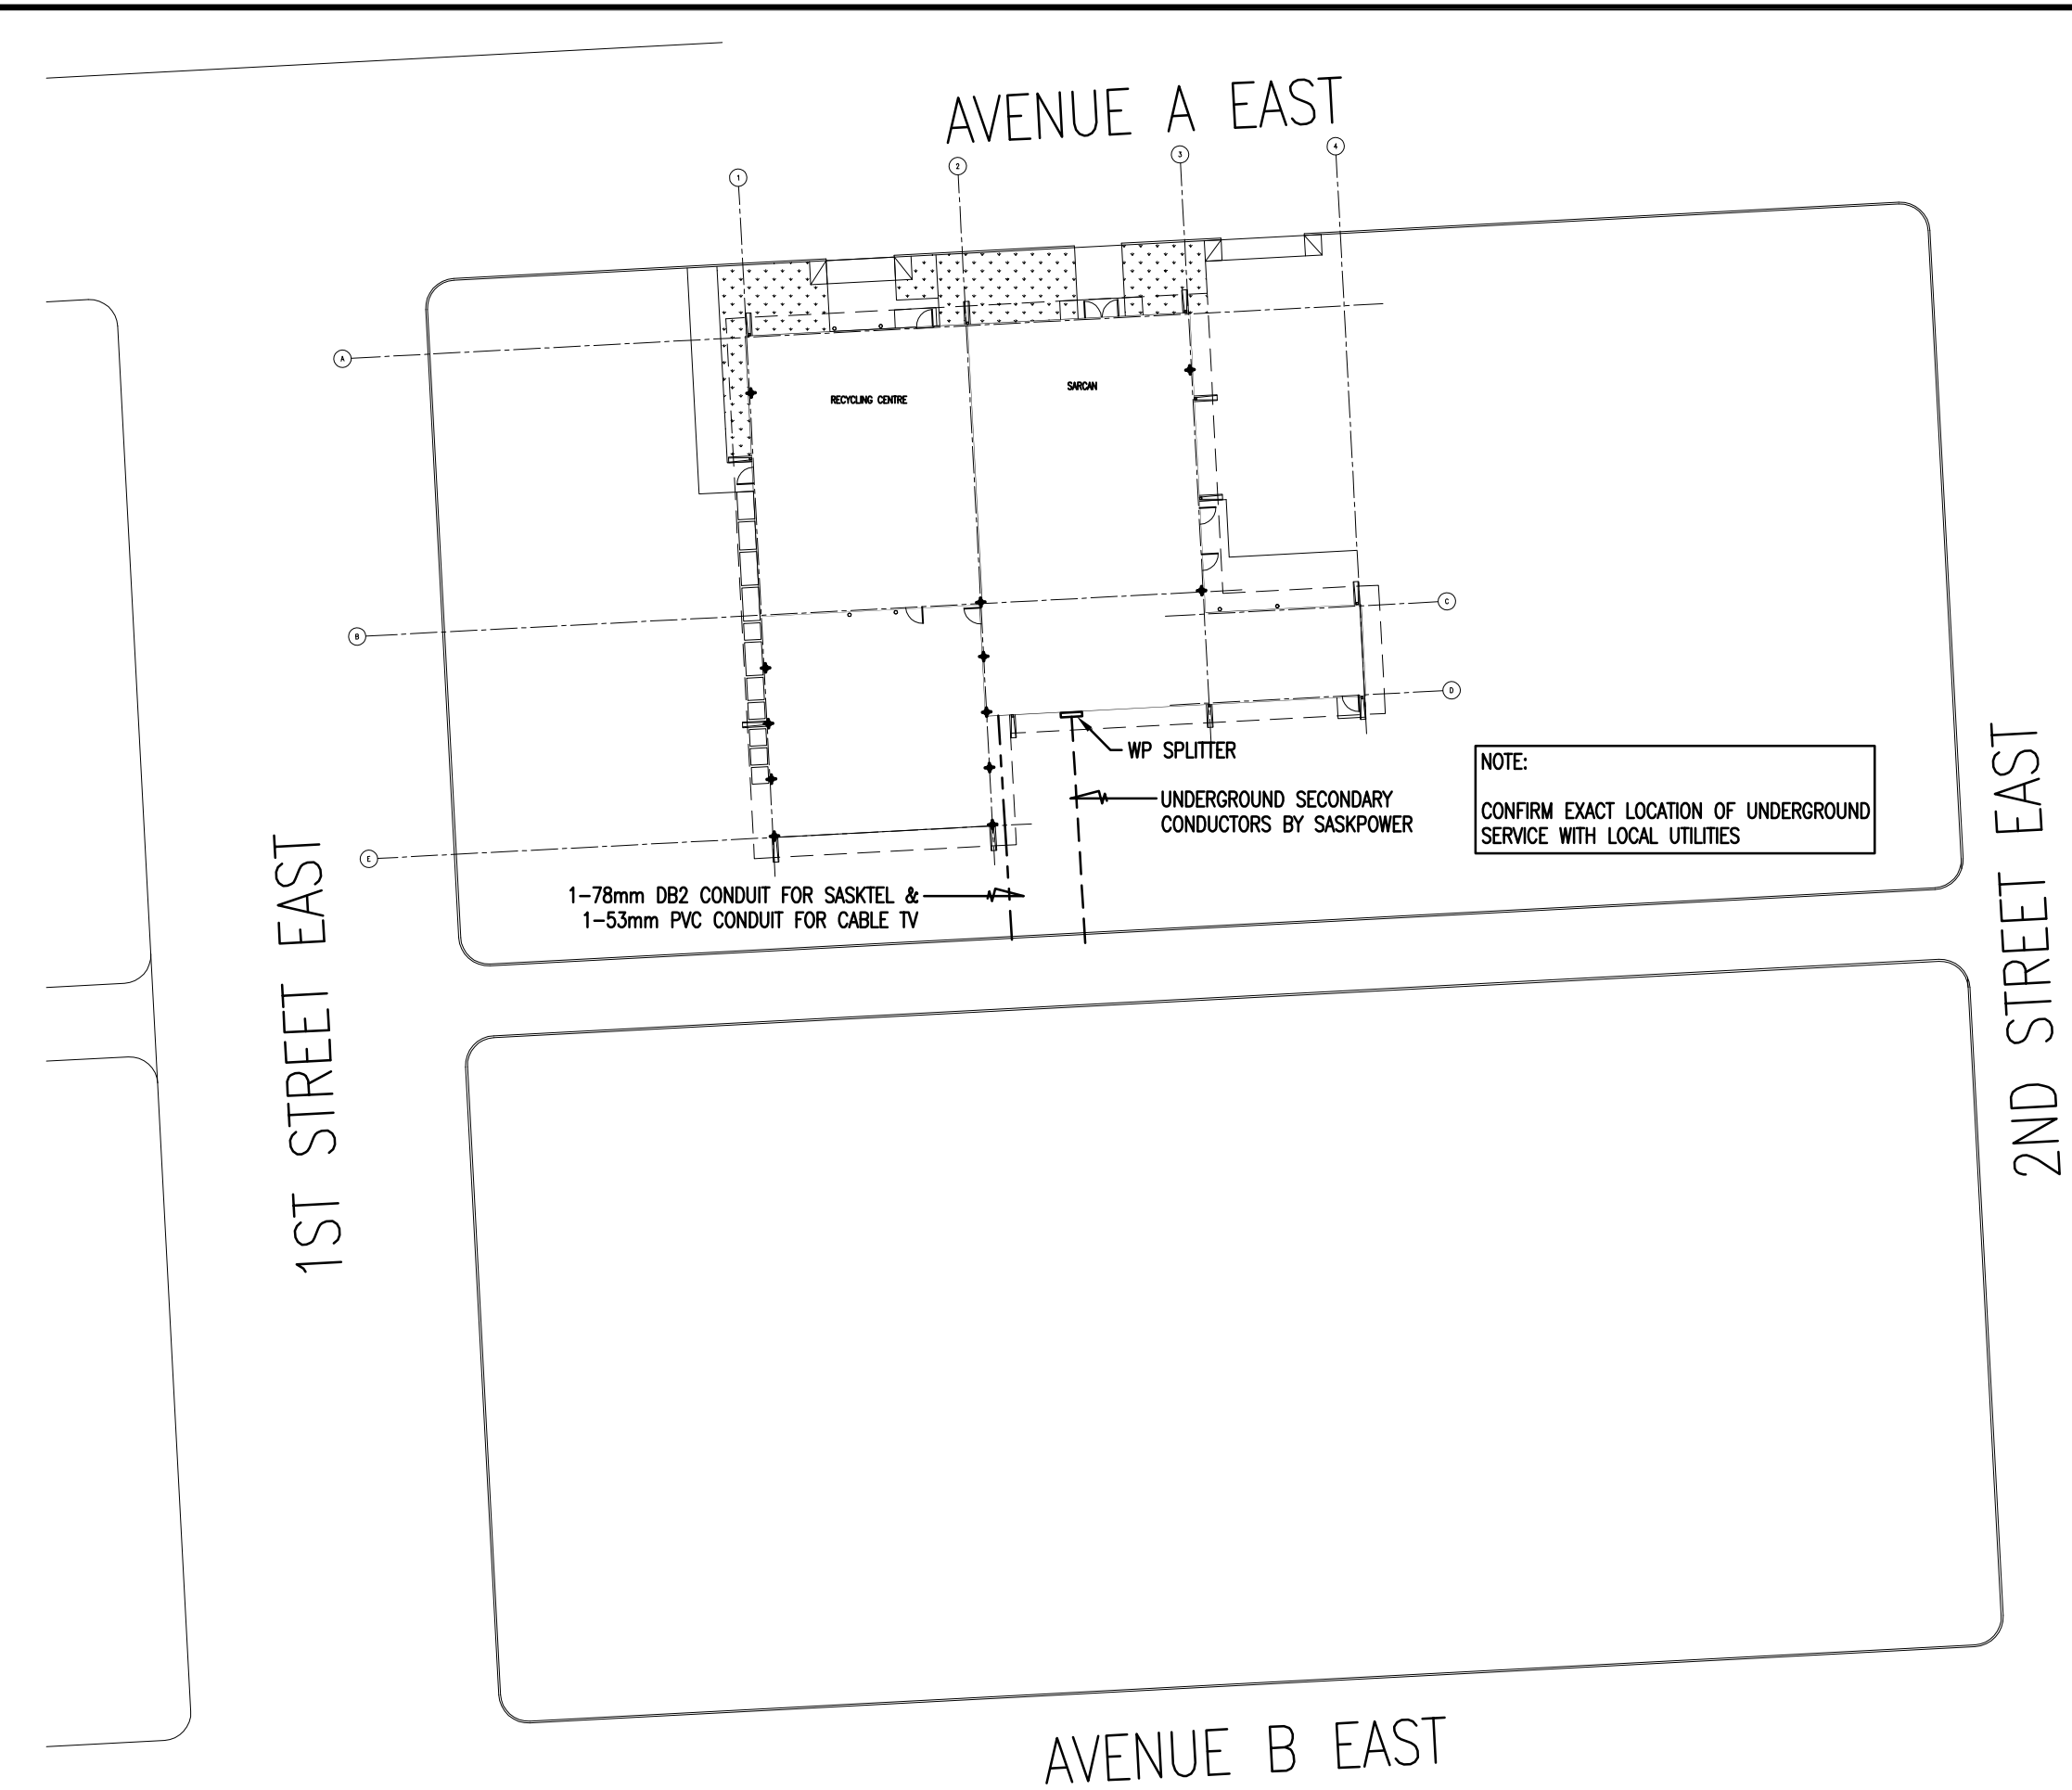 AVENUE A EAST
1
2
3
4
A
RECYCLING CENTRE
SARCAN
B
C
D
E
WP SPLITTER
UNDERGROUND SECONDARY
CONDUCTORS BY SASKPOWER
NOTE:
CONFIRM EXACT LOCATION OF UNDERGROUND
SERVICE WITH LOCAL UTILITIES
1-78mm DB2 CONDUIT FOR SASKTEL &
1-53mm PVC CONDUIT FOR CABLE TV
1ST STREET EAST
2ND STREET EAST
AVENUE B EAST